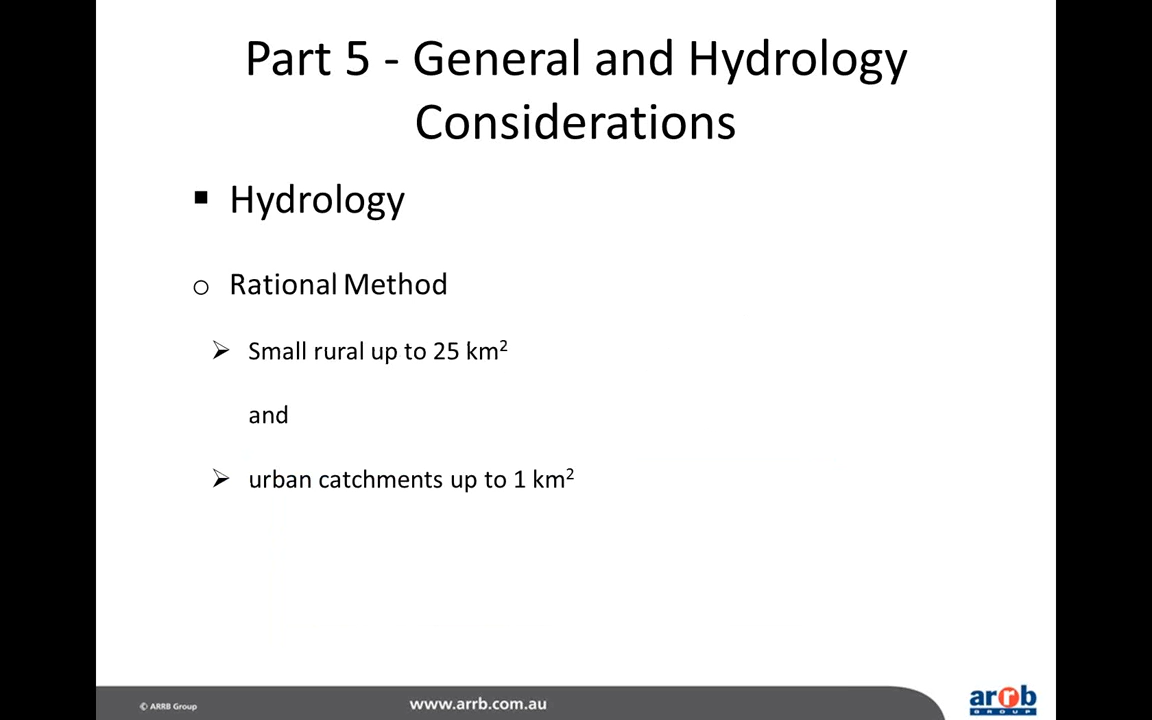 Part 5 - General and Hydrology
Considerations
▪ Hydrology
o Rational Method
➢ Small rural up to 25 km²
and
➢ urban catchments up to 1 km²
© ARRB Group
www.arrb.com.au
arrb
GROUP